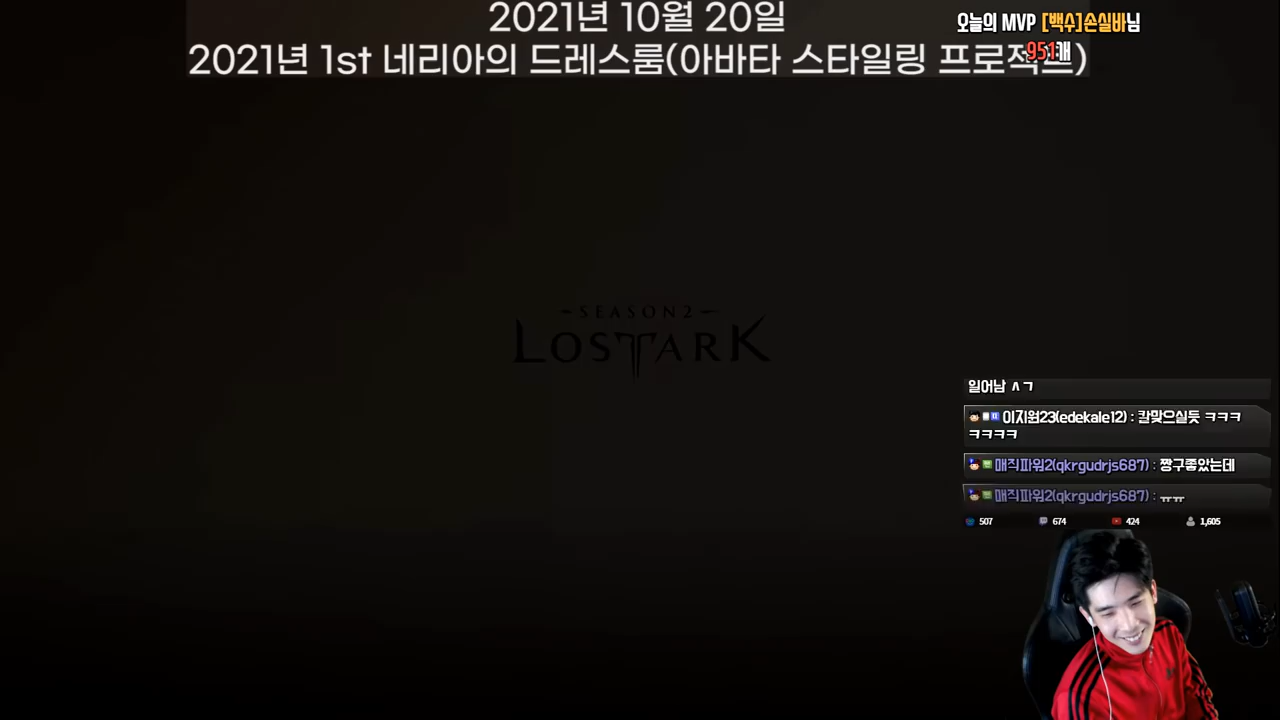 2021년 10월 20일
2021년 1st 네리아의 드레스룸(아바타 스타일링 프로젝트)
오늘의 MVP [백수]손실바님
951개
SEASON2
LOST ARK
일어남 ㅅㄱ
이지원23(edekale12) : 칼맞으실듯 ㅋㅋㅋ
ㅋㅋㅋㅋ
매직파워2(qkrgudrjs687) : 짱구좋았는데
매직파워2(qkrgudrjs687) : ㅠㅠ
507 674 424 1,605